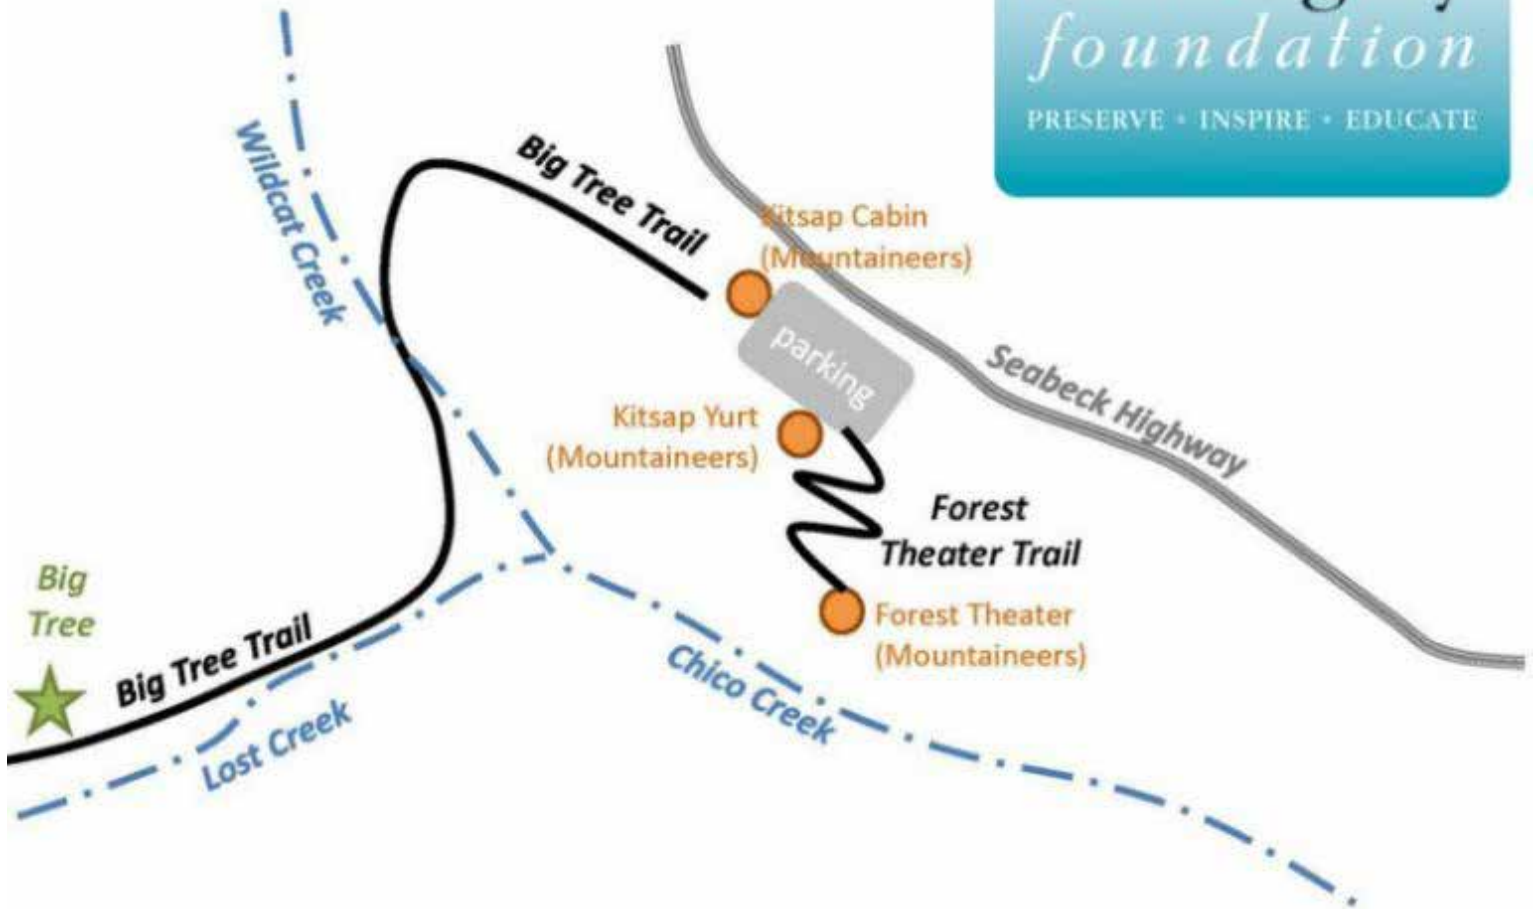 foundation
PRESERVE • INSPIRE • EDUCATE
Wildcat Creek
Big Tree Trail
Kitsap Cabin
(Mountaineers)
parking
Seabeck Highway
Kitsap Yurt
(Mountaineers)
Forest
Theater Trail
Big
Tree
Big Tree Trail
Forest Theater
(Mountaineers)
Lost Creek
Chico Creek